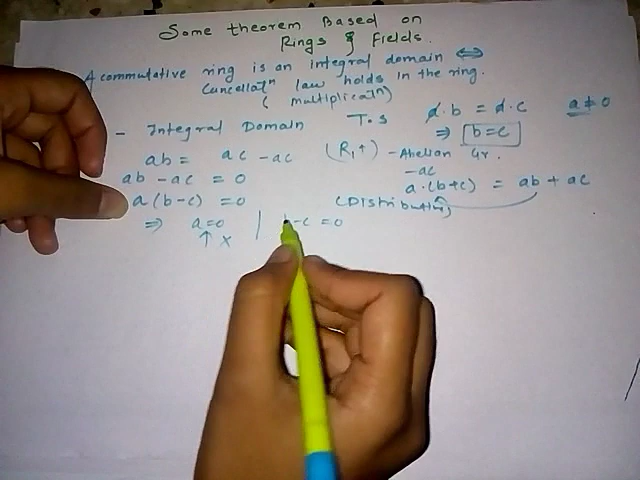 Some theorem Based on
Rings & Fields.
A commutative ring is an integral domain ⇔
Cancellatⁿ law holds in the ring.
( multiplicatⁿ)
- Integral Domain T.S a.b = a.c a ≠ 0
⇒ b=c
ab = ac - ac (R,+) - Abelian Gr.
ab - ac = 0 -ac
a.(b+c) = ab + ac
a(b-c) = 0 (Distributive)
⇒ a=0 | b-c = 0
↑ x